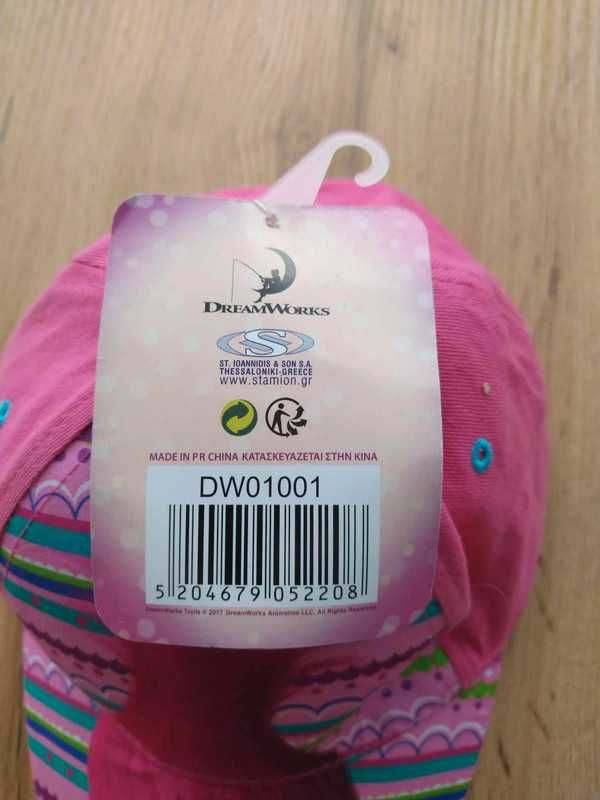 DREAMWORKS
S
ST. IOANNIDIS & SON S.A.
THESSALONIKI-GREECE
www.stamion.gr
MADE IN PR CHINA ΚΑΤΑΣΚΕΥΑΖΕΤΑΙ ΣΤΗΝ ΚΙΝΑ
DW01001
5 204679 052208
DreamWorks Trolls © 2017 DreamWorks Animation LLC. All Rights Reserved.